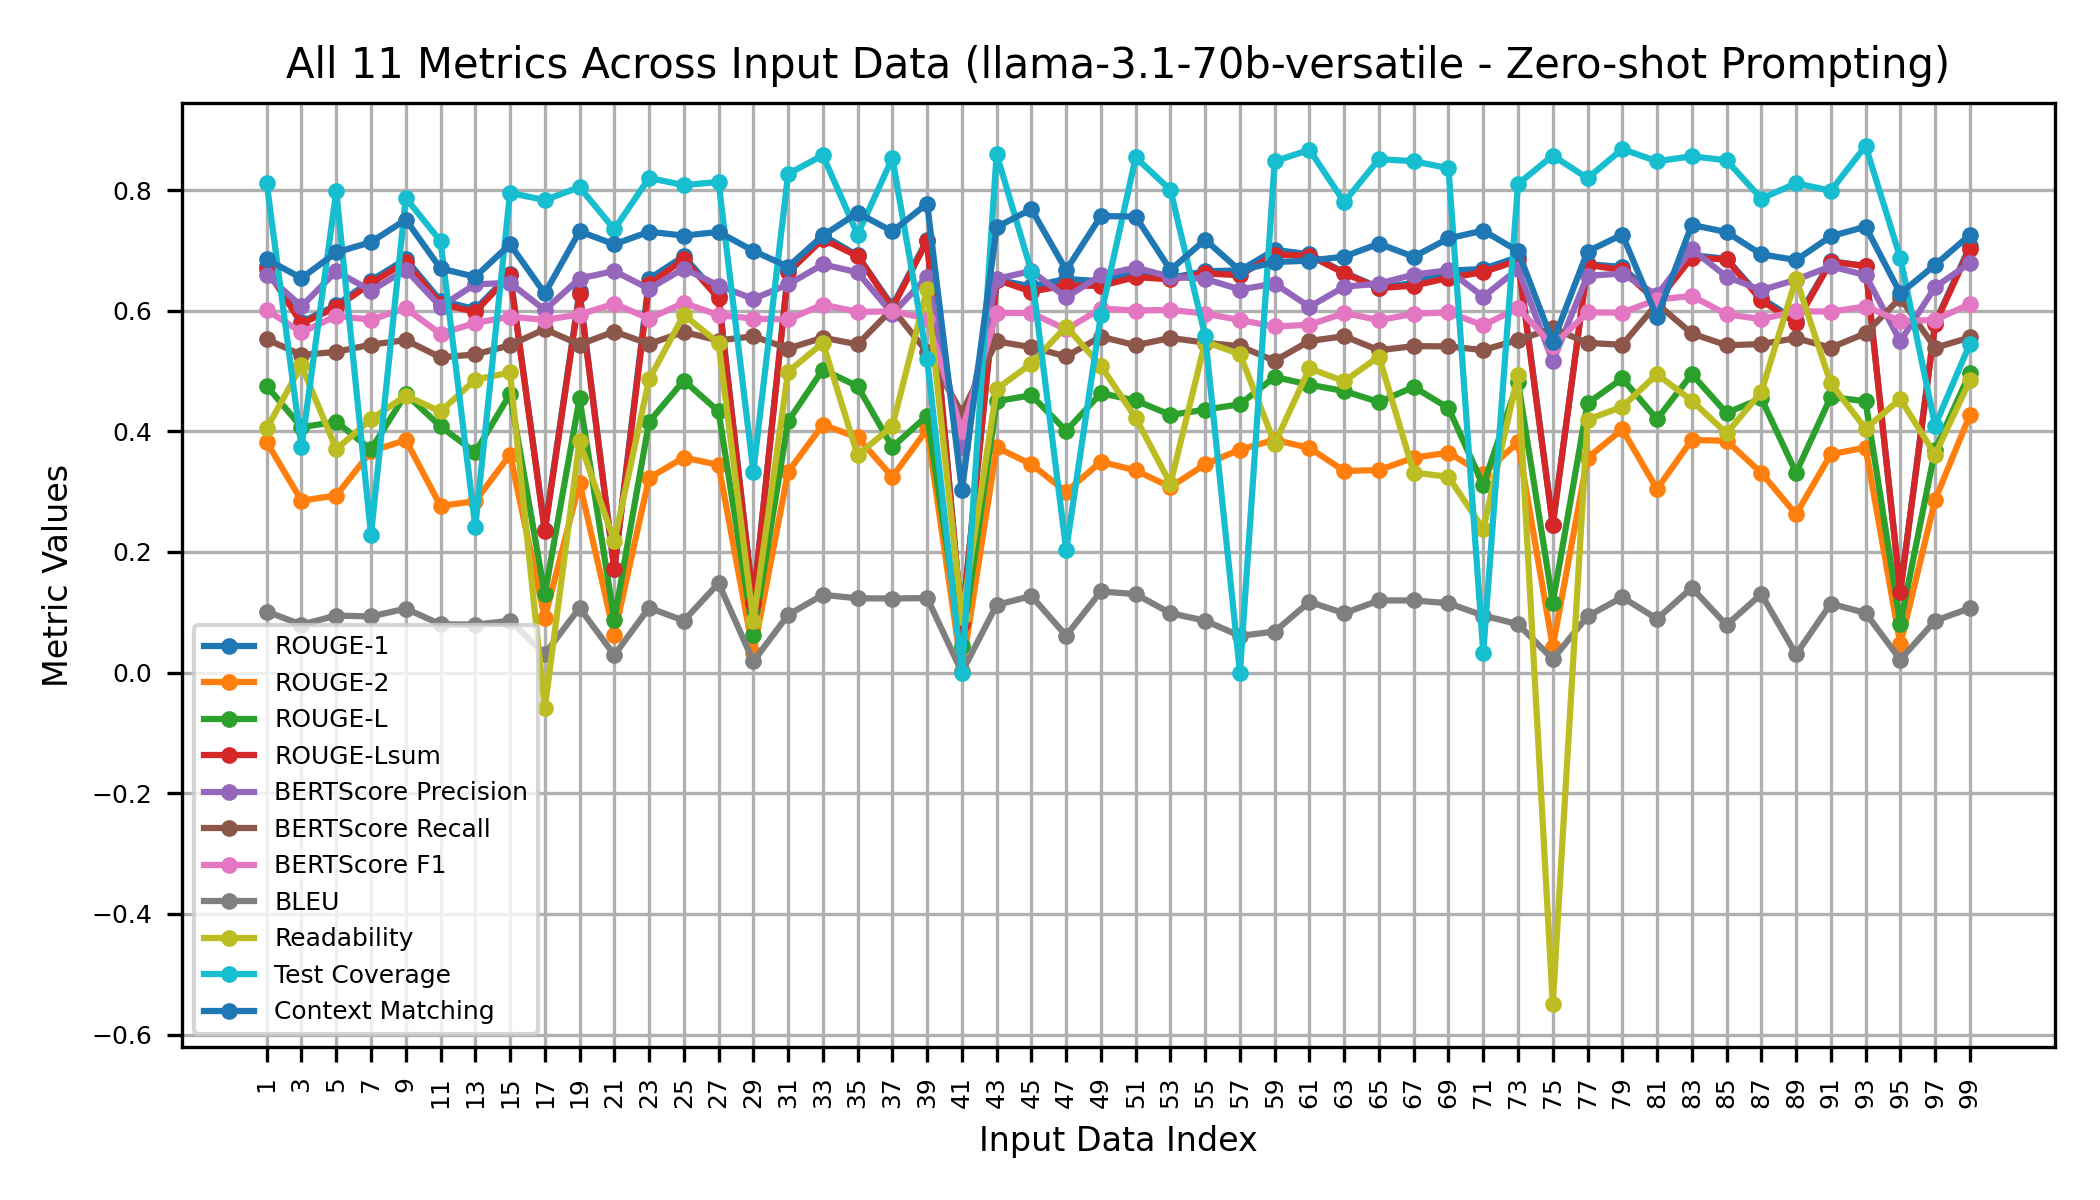 All 11 Metrics Across Input Data (llama-3.1-70b-versatile - Zero-shot Prompting)
Metric Values
0.8
0.6
0.4
0.2
0.0
−0.2
−0.4
−0.6
ROUGE-1
ROUGE-2
ROUGE-L
ROUGE-Lsum
BERTScore Precision
BERTScore Recall
BERTScore F1
BLEU
Readability
Test Coverage
Context Matching
1 3 5 7 9 11 13 15 17 19 21 23 25 27 29 31 33 35 37 39 41 43 45 47 49 51 53 55 57 59 61 63 65 67 69 71 73 75 77 79 81 83 85 87 89 91 93 95 97 99
Input Data Index